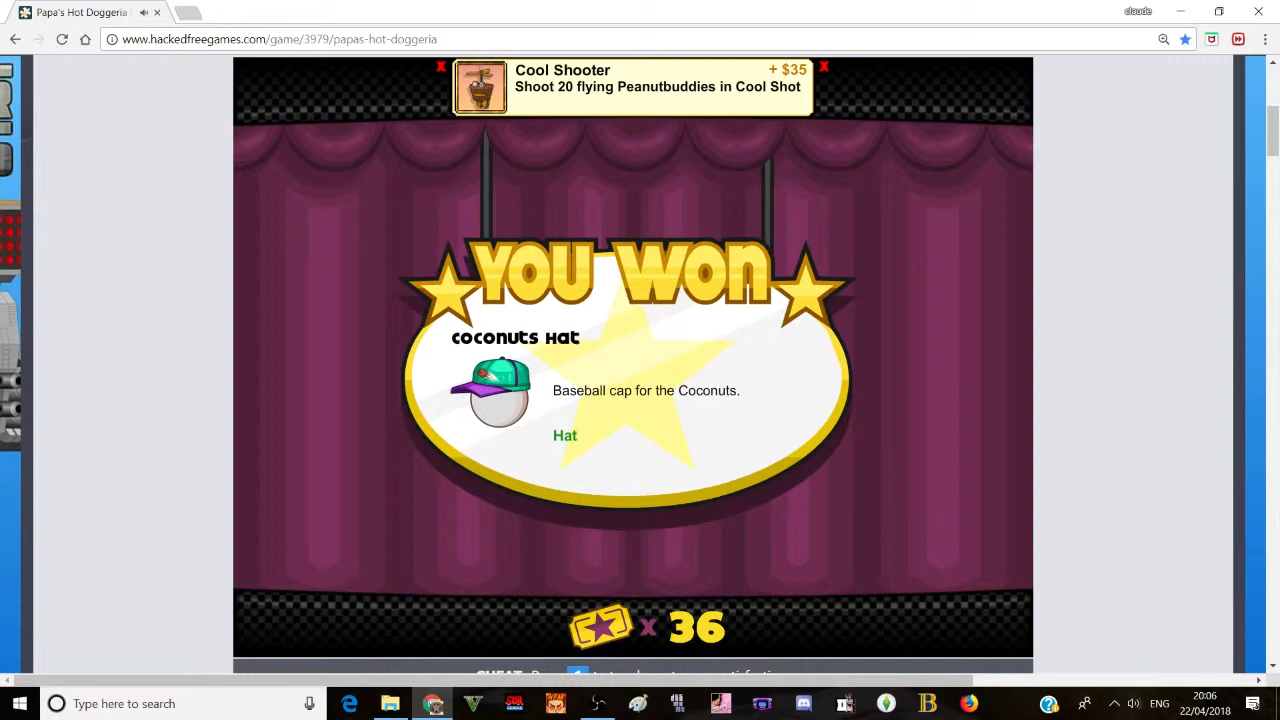 Papa's Hot Doggeria
claude
www.hackedfreegames.com/game/3979/papas-hot-doggeria
x
Cool Shooter
+ $35
x
Shoot 20 flying Peanutbuddies in Cool Shot
YOU WON
Coconuts Hat
Baseball cap for the Coconuts.
Hat
x 36
Type here to search
ENG
20:06
22/04/2018